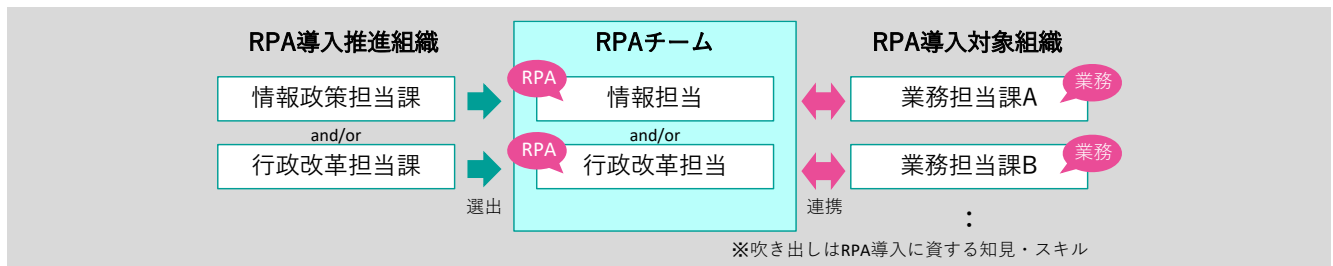 RPA導入推進組織
情報政策担当課
and/or
行政改革担当課
選出
RPAチーム
RPA
情報担当
and/or
RPA
行政改革担当
連携
RPA導入対象組織
業務
業務担当課A
業務
業務担当課B
：
※吹き出しはRPA導入に資する知見・スキル